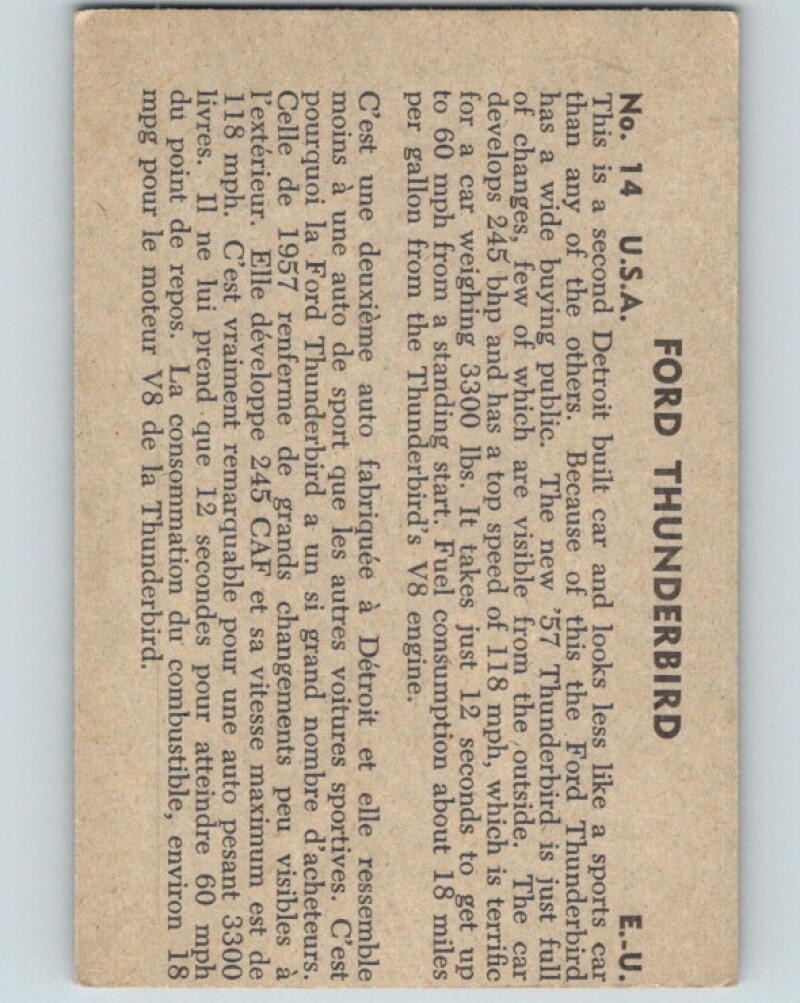 FORD THUNDERBIRD
No. 14 U.S.A. E.-U.
This is a second Detroit built car and looks less like a sports car
than any of the others. Because of this the Ford Thunderbird
has a wide buying public. The new '57 Thunderbird is just full
of changes, few of which are visible from the outside. The car
develops 245 bhp and has a top speed of 118 mph, which is terrific
for a car weighing 3300 lbs. It takes just 12 seconds to get up
to 60 mph from a standing start. Fuel consumption about 18 miles
per gallon from the Thunderbird's V8 engine.
C'est une deuxième auto fabriquée à Détroit et elle ressemble
moins à une auto de sport que les autres voitures sportives. C'est
pourquoi la Ford Thunderbird a un si grand nombre d'acheteurs.
Celle de 1957 renferme de grands changements peu visibles à
l'extérieur. Elle développe 245 CAF et sa vitesse maximum est de
118 mph. C'est vraiment remarquable pour une auto pesant 3300
livres. Il ne lui prend que 12 secondes pour atteindre 60 mph
du point de repos. La consommation du combustible, environ 18
mpg pour le moteur V8 de la Thunderbird.